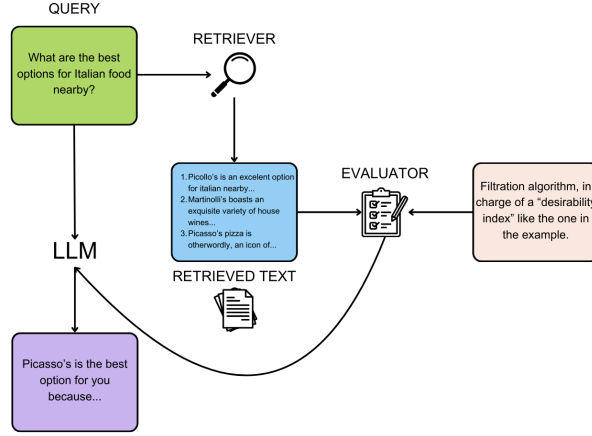 QUERY
What are the best
options for Italian food
nearby?
RETRIEVER
1. Picollo's is an excelent option
for italian nearby...
2. Martinolli's boasts an
exquisite variety of house
wines...
3. Picasso's pizza is
otherwordly, an icon of...
RETRIEVED TEXT
EVALUATOR
Filtration algorithm, in
charge of a "desirability
index" like the one in
the example.
LLM
Picasso's is the best
option for you
because...